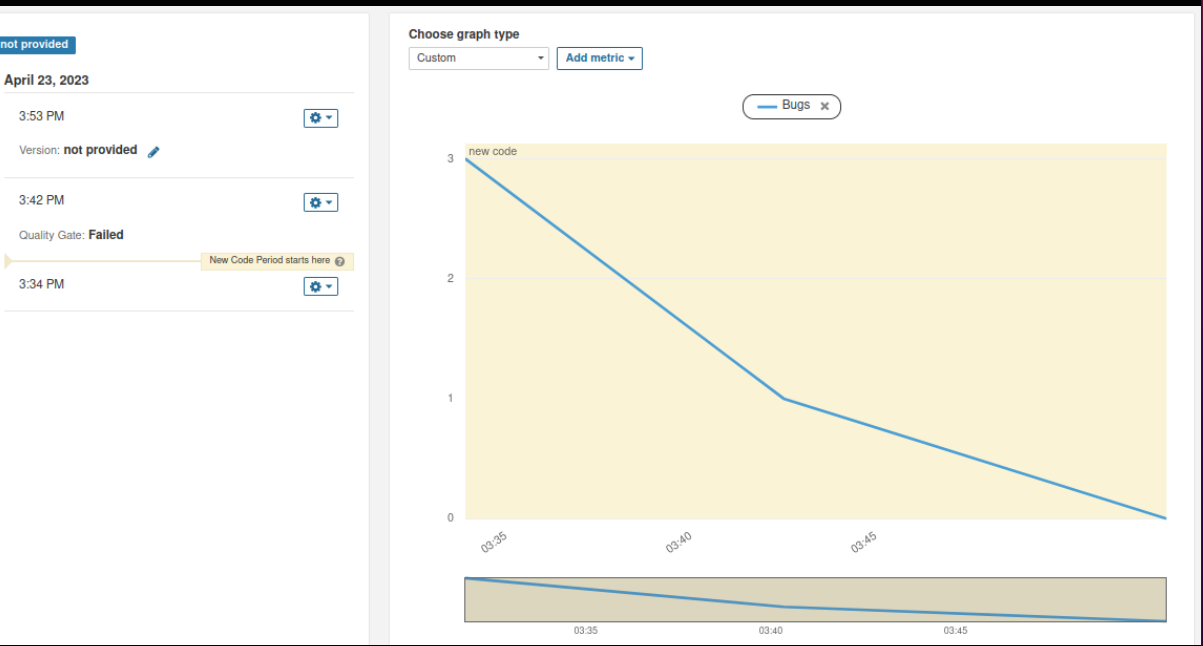 not provided
April 23, 2023
3:53 PM
Version: not provided
3:42 PM
Quality Gate: Failed
New Code Period starts here ?
3:34 PM
Choose graph type
Custom
Add metric
Bugs
new code
3
2
1
0
03:35
03:40
03:45
03:35
03:40
03:45